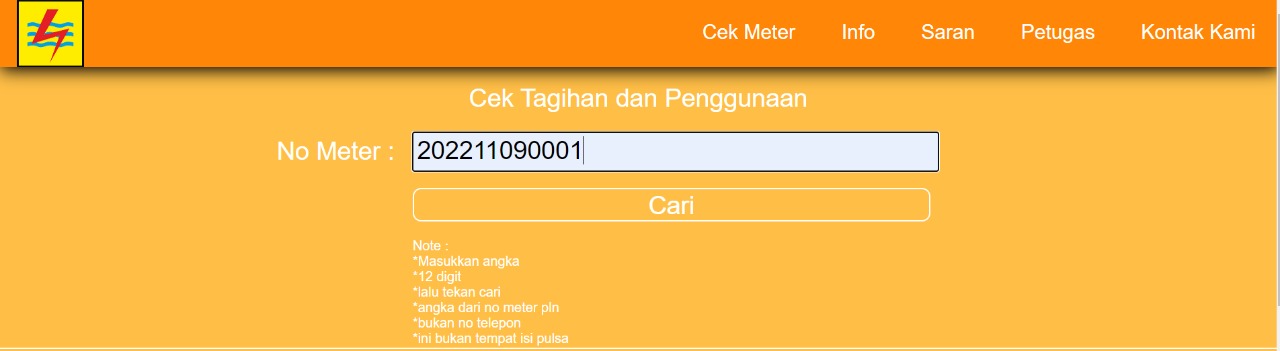 Cek Meter Info Saran Petugas Kontak Kami
Cek Tagihan dan Penggunaan
No Meter : 202211090001
Cari
Note :
*Masukkan angka
*12 digit
*lalu tekan cari
*angka dari no meter pln
*bukan no telepon
*ini bukan tempat isi pulsa